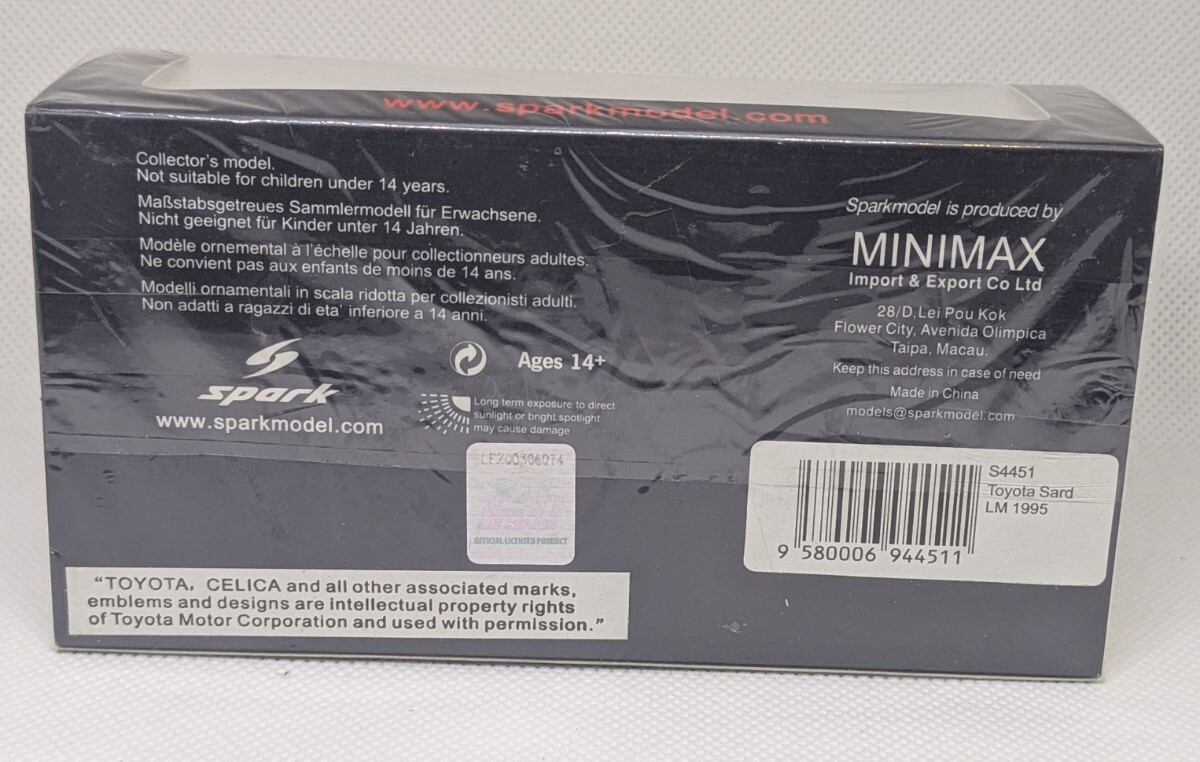 www.sparkmodel.com
Collector's model.
Not suitable for children under 14 years.
Maßstabsgetreues Sammlermodell für Erwachsene.
Nicht geeignet für Kinder unter 14 Jahren.
Modèle ornemental à l'échelle pour collectionneurs adultes.
Ne convient pas aux enfants de moins de 14 ans.
Modelli ornamentali in scala ridotta per collezionisti adulti.
Non adatti a ragazzi di eta' inferiore a 14 anni.
spark
www.sparkmodel.com
Ages 14+
Long term exposure to direct
sunlight or bright spotlight
may cause damage
Sparkmodel is produced by
MINIMAX
Import & Export Co Ltd
28/D, Lei Pou Kok
Flower City, Avenida Olimpica
Taipa, Macau.
Keep this address in case of need
Made in China
models@sparkmodel.com
LF200306074
OFFICIAL LICENSED PRODUCT
S4451
Toyota Sard
LM 1995
9 580006 944511
"TOYOTA, CELICA and all other associated marks,
emblems and designs are intellectual property rights
of Toyota Motor Corporation and used with permission."